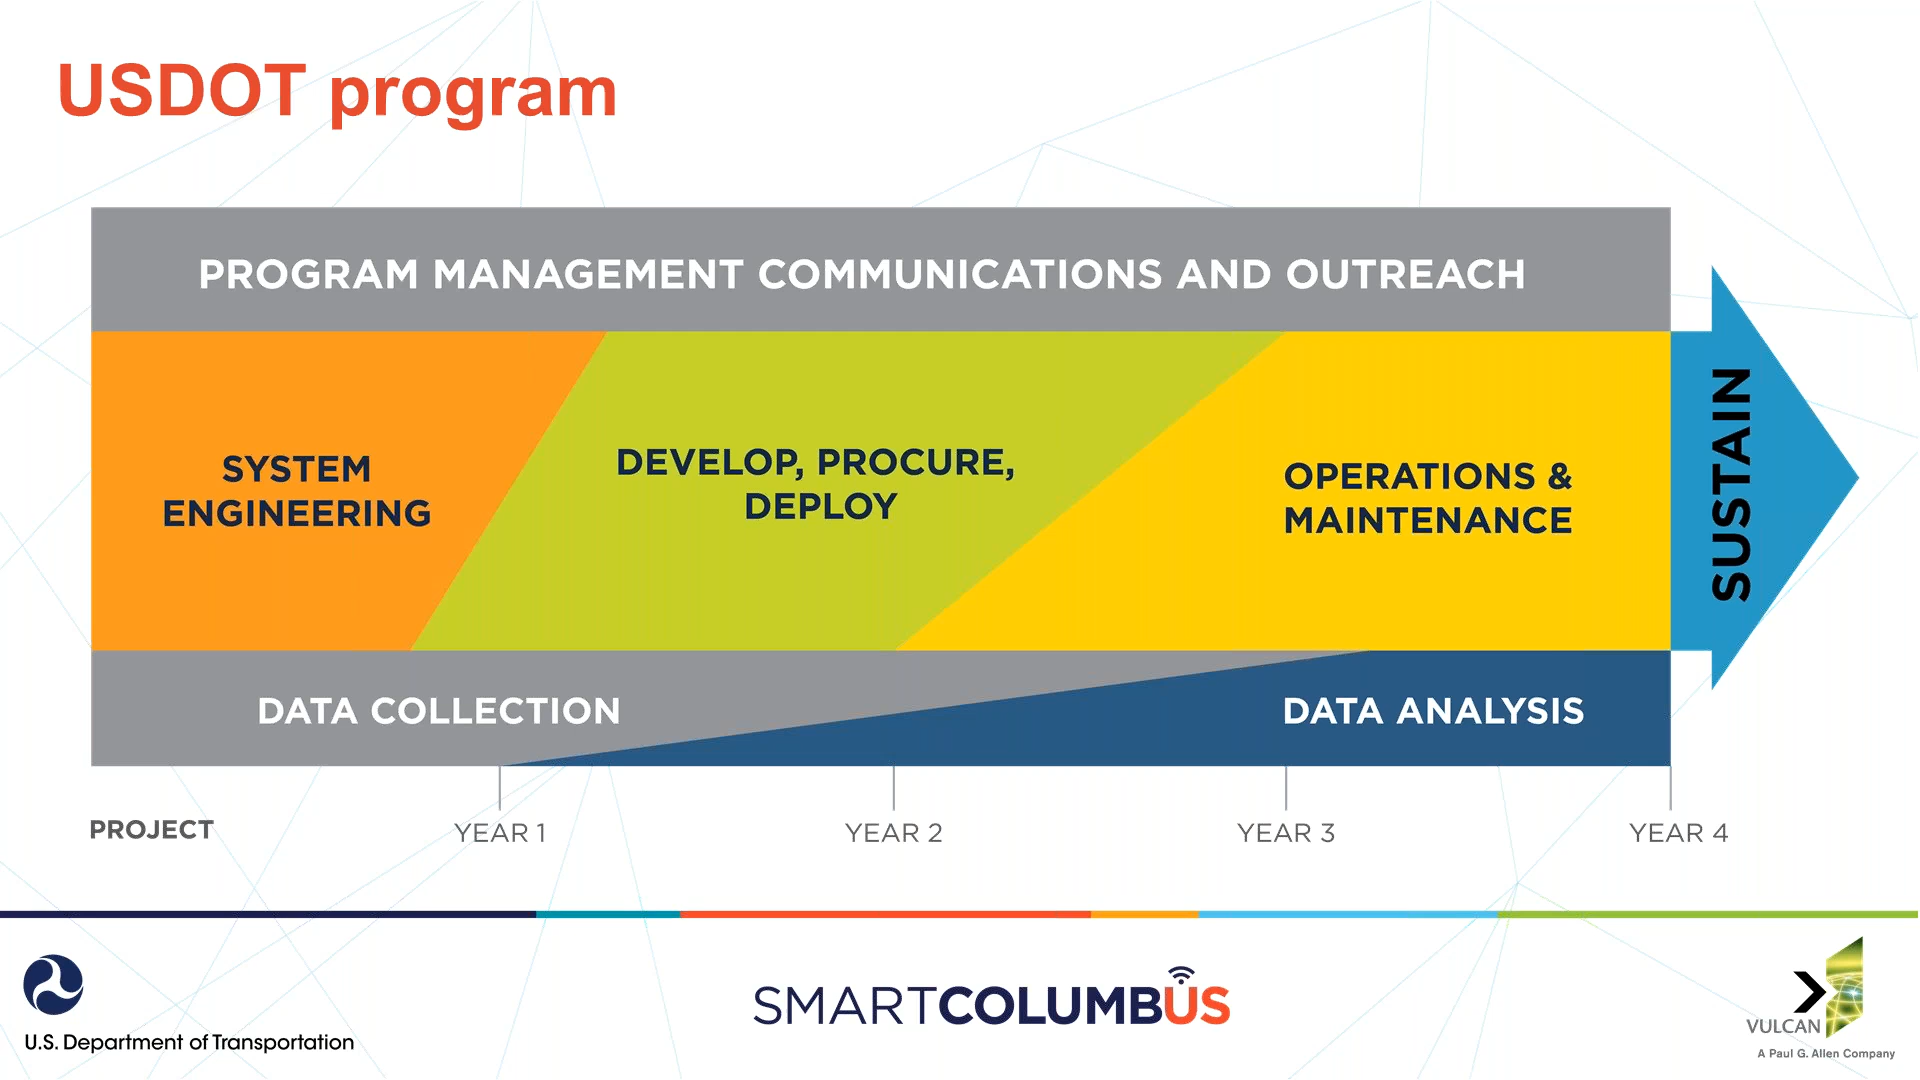 USDOT program
PROGRAM MANAGEMENT COMMUNICATIONS AND OUTREACH
SYSTEM
ENGINEERING
DEVELOP, PROCURE,
DEPLOY
OPERATIONS &
MAINTENANCE
SUSTAIN
DATA COLLECTION
DATA ANALYSIS
PROJECT
YEAR 1
YEAR 2
YEAR 3
YEAR 4
U.S. Department of Transportation
SMARTCOLUMBUS
VULCAN
A Paul G. Allen Company